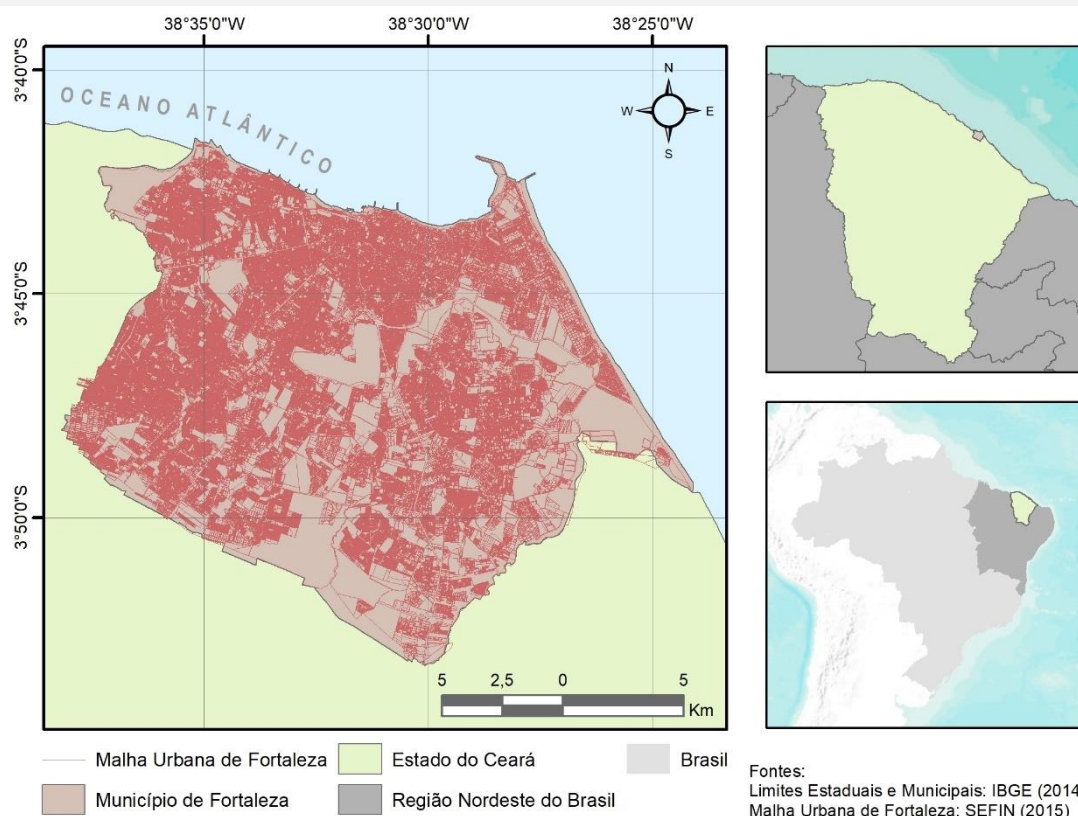 38°35'0"W 38°30'0"W 38°25'0"W
3°40'0"S
OCEANO ATLÂNTICO
N
W E
S
3°45'0"S
3°50'0"S
5 2,5 0 5
Km
Malha Urbana de Fortaleza Estado do Ceará Brasil
Município de Fortaleza Região Nordeste do Brasil
Fontes:
Limites Estaduais e Municipais: IBGE (2014
Malha Urbana de Fortaleza: SEFIN (2015)